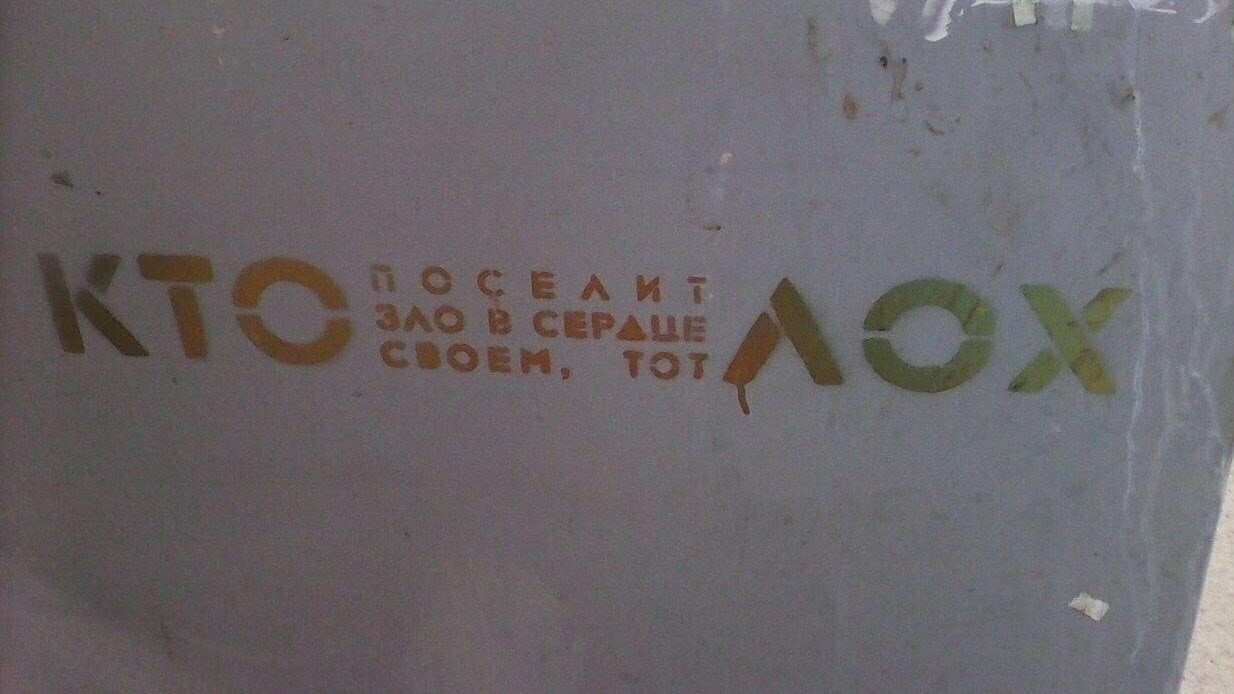 КТО
ПОСЕЛИТ
ЗЛО В СЕРДЦЕ
СВОЕМ, ТОТ
ЛОХ